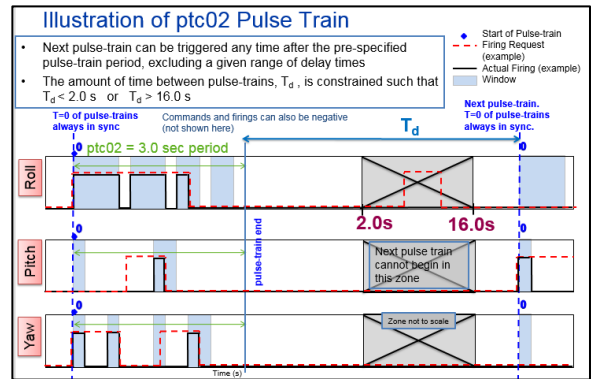 Illustration of ptc02 Pulse Train
• Next pulse-train can be triggered any time after the pre-specified
pulse-train period, excluding a given range of delay times
• The amount of time between pulse-trains, Td , is constrained such that
Td < 2.0 s or Td > 16.0 s
Start of Pulse-train
Firing Request
(example)
Actual Firing (example)
Window
T=0 of pulse-trains
always in sync
Commands and firings can also be negative
(not shown here)
Td
Next pulse-train.
T=0 of pulse-trains
always in sync.
0
ptc02 = 3.0 sec period
0
Roll
2.0s
16.0s
0
0
Pitch
pulse-train end
Next pulse train
cannot begin in
this zone
0
Yaw
Zone not to scale
0
Time (s)